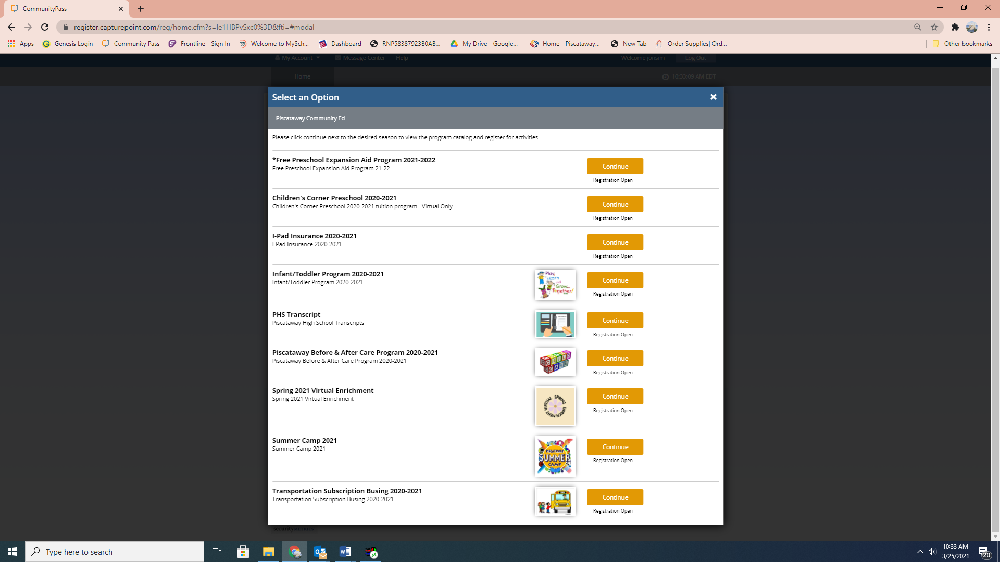 CommunityPass
register.capturepoint.com/reg/home.cfm?s=Ie1HBPvSxc0%3D&fti=#modal
Apps Genesis Login Community Pass Frontline - Sign In Welcome to MySch... Dashboard RNP58387923B0AB... My Drive - Google... Home - Piscataway... New Tab Order Supplies| Ord... Other bookmarks
My Account Message Center Help Welcome jonsim Log Out
Home 10:33:09 AM EDT
Select an Option
Piscataway Community Ed
Please click continue next to the desired season to view the program catalog and register for activities
*Free Preschool Expansion Aid Program 2021-2022
Free Preschool Expansion Aid Program 21-22
Continue
Registration Open
Children's Corner Preschool 2020-2021
Children's Corner Preschool 2020-2021 tuition program - Virtual Only
Continue
Registration Open
I-Pad Insurance 2020-2021
I-Pad Insurance 2020-2021
Continue
Registration Open
Infant/Toddler Program 2020-2021
Infant/Toddler Program 2020-2021
Play,
Learn
and
Grow...
Together!
Continue
Registration Open
PHS Transcript
Piscataway High School Transcripts
Continue
Registration Open
Piscataway Before & After Care Program 2020-2021
Piscataway Before & After Care Program 2020-2021
CHILD
CARE
Continue
Registration Open
Spring 2021 Virtual Enrichment
Spring 2021 Virtual Enrichment
VIRTUAL SPRING ENRICHMENT
Continue
Registration Open
Summer Camp 2021
Summer Camp 2021
PISCATAWAY
SUMMER
CAMP
Continue
Registration Open
Transportation Subscription Busing 2020-2021
Transportation Subscription Busing 2020-2021
Continue
Registration Open
securityMETRICS
Type here to search
10:33 AM
3/25/2021
20